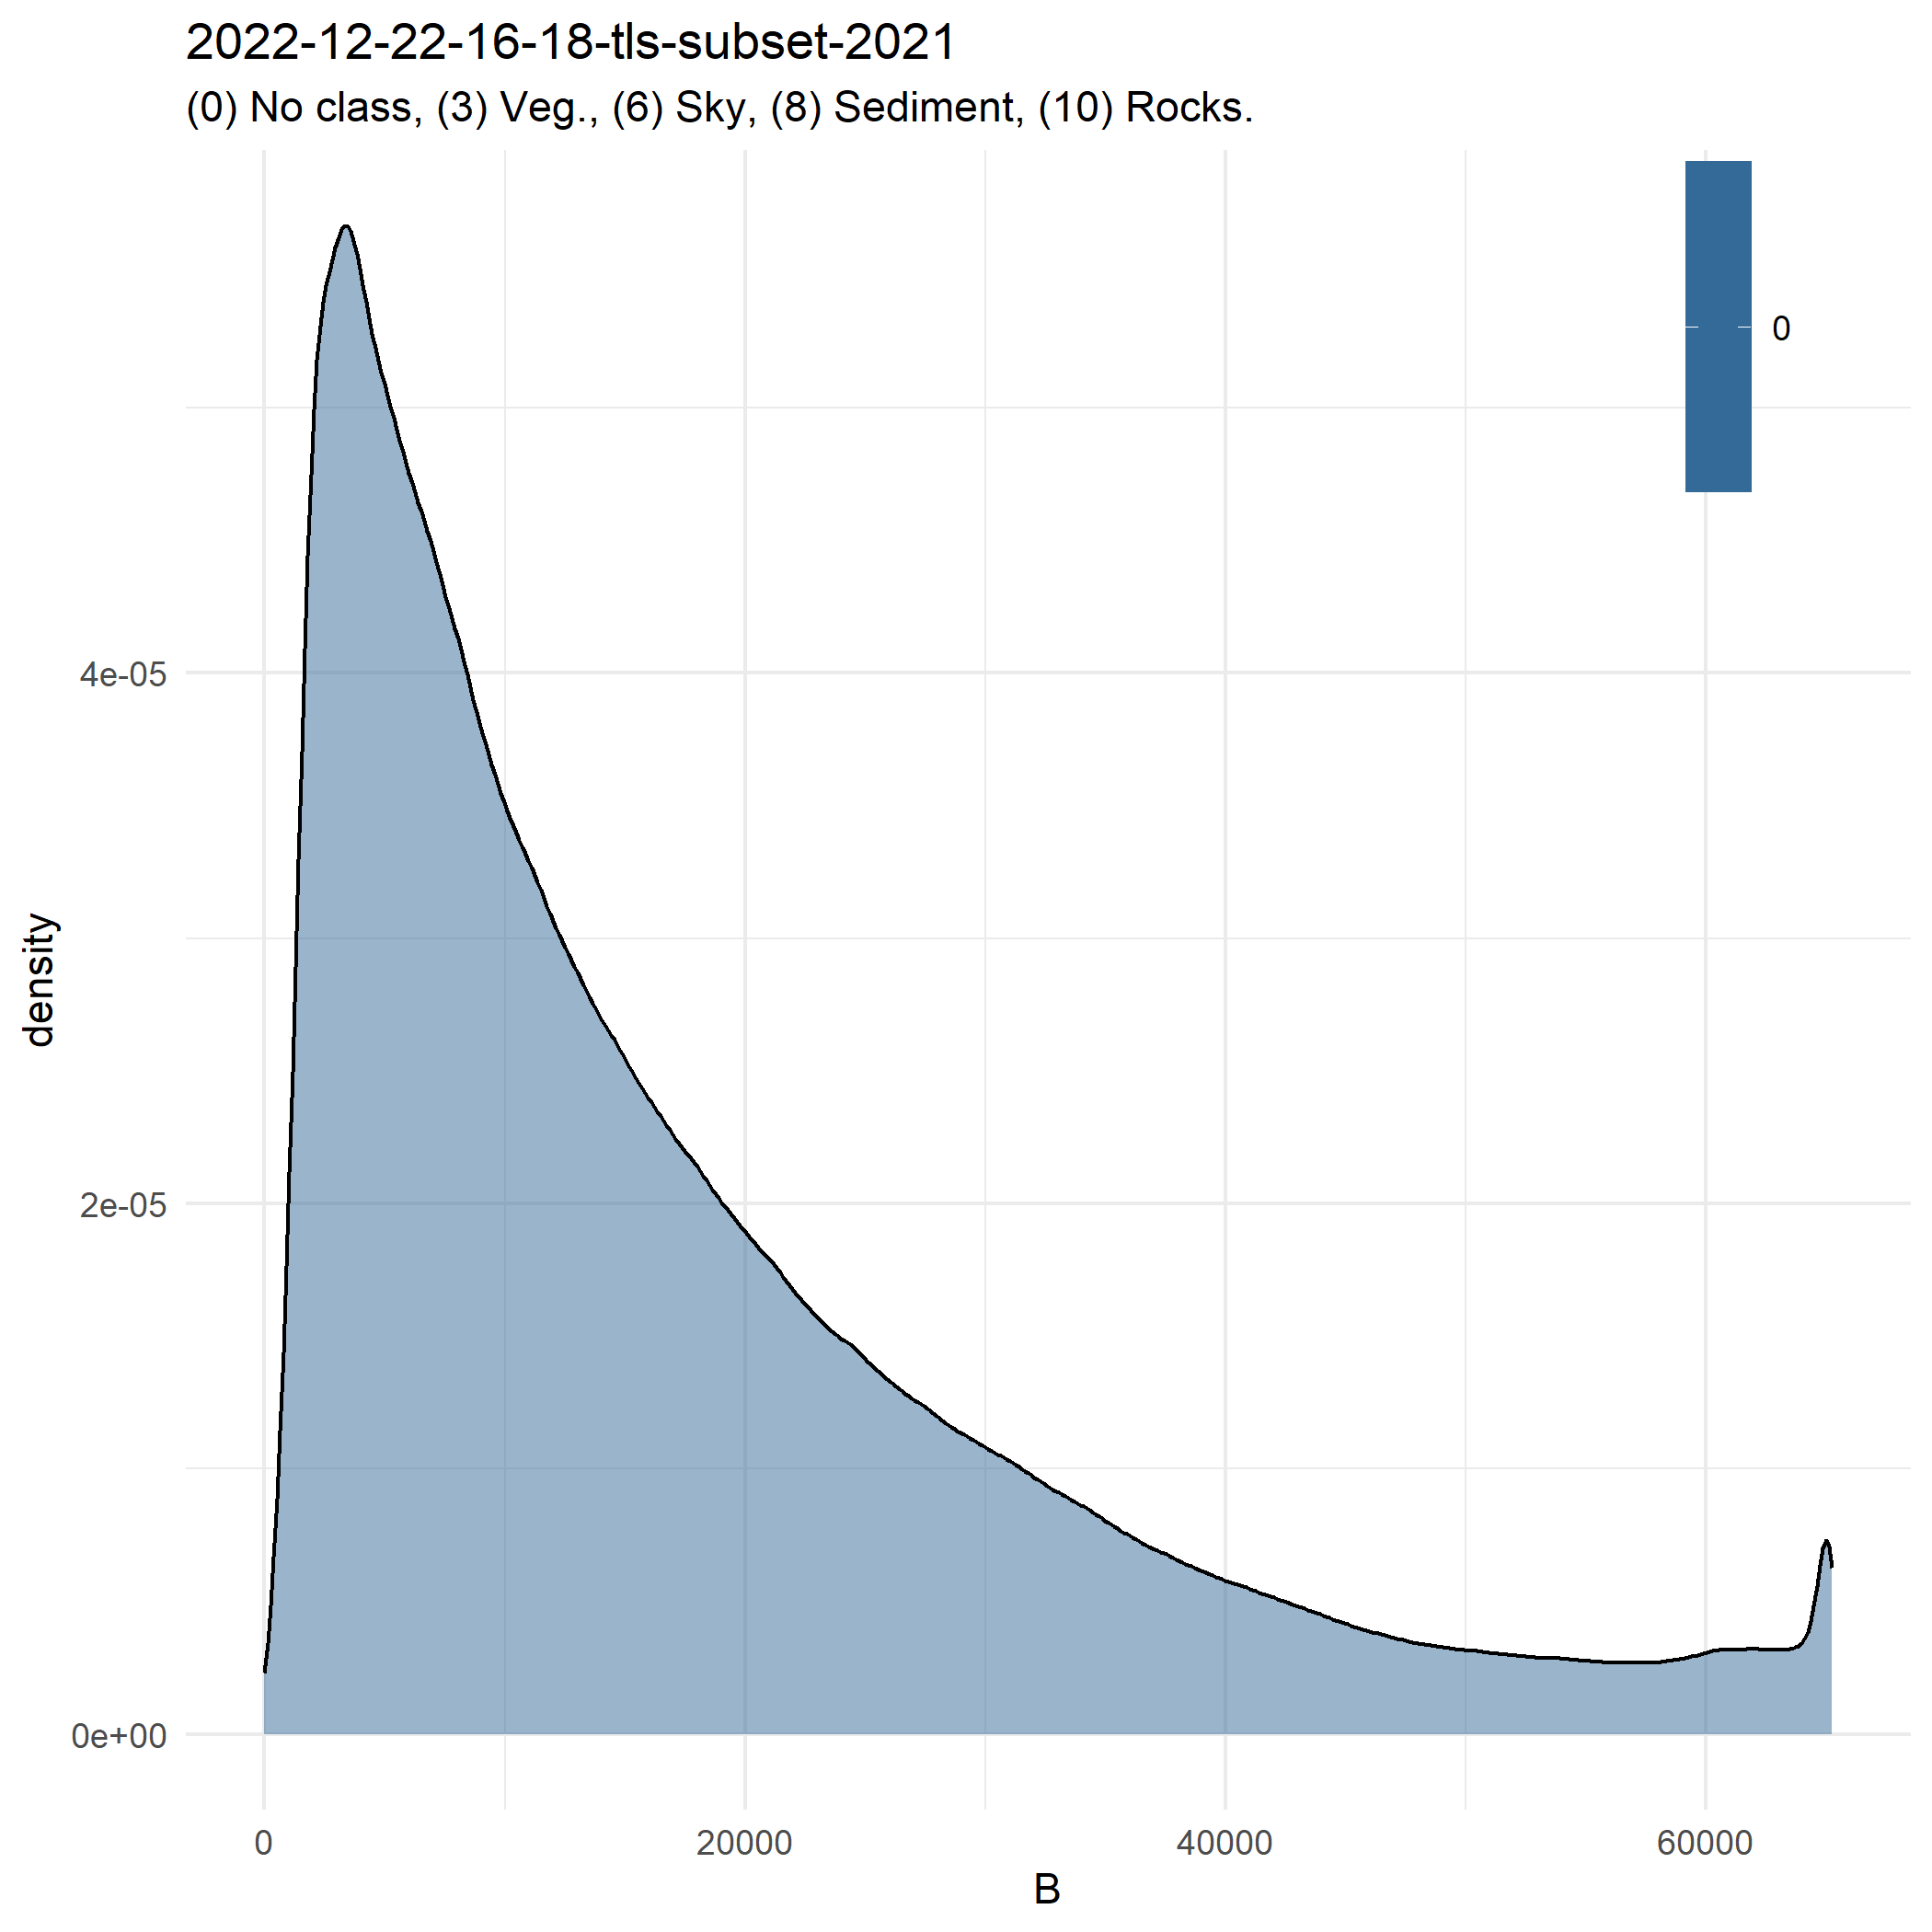 2022-12-22-16-18-tls-subset-2021
(0) No class, (3) Veg., (6) Sky, (8) Sediment, (10) Rocks.
0
4e-05
2e-05
0e+00
density
0 20000 40000 60000
B